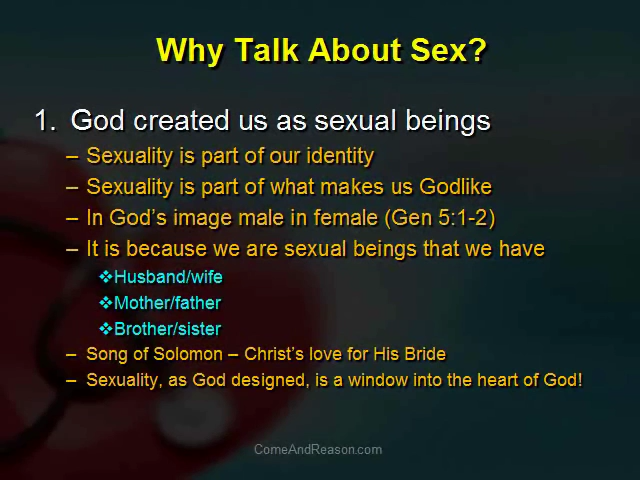 Why Talk About Sex?
1. God created us as sexual beings
– Sexuality is part of our identity
– Sexuality is part of what makes us Godlike
– In God's image male in female (Gen 5:1-2)
– It is because we are sexual beings that we have
❖Husband/wife
❖Mother/father
❖Brother/sister
– Song of Solomon – Christ's love for His Bride
– Sexuality, as God designed, is a window into the heart of God!
ComeAndReason.com